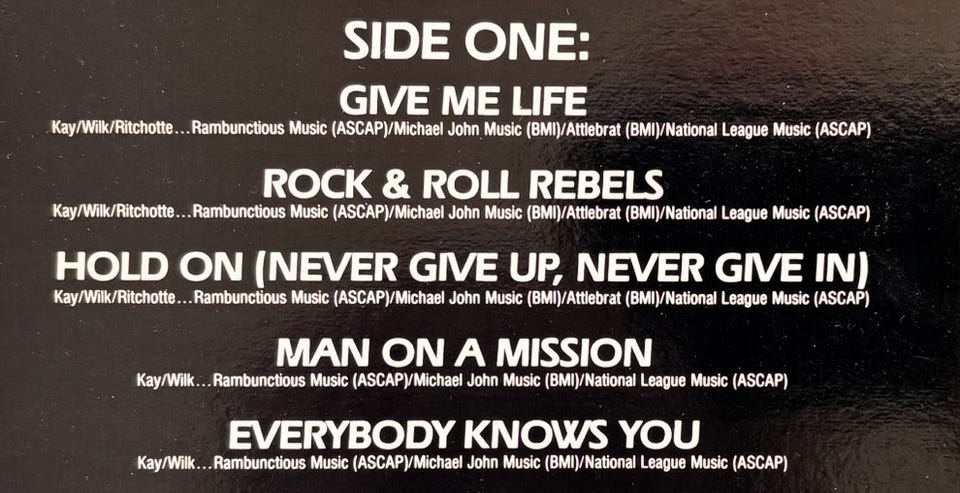 SIDE ONE:
GIVE ME LIFE
Kay/Wilk/Ritchotte...Rambunctious Music (ASCAP)/Michael John Music (BMI)/Attlebrat (BMI)/National League Music (ASCAP)
ROCK & ROLL REBELS
Kay/Wilk/Ritchotte...Rambunctious Music (ASCAP)/Michael John Music (BMI)/Attlebrat (BMI)/National League Music (ASCAP)
HOLD ON (NEVER GIVE UP, NEVER GIVE IN)
Kay/Wilk/Ritchotte...Rambunctious Music (ASCAP)/Michael John Music (BMI)/Attlebrat (BMI)/National League Music (ASCAP)
MAN ON A MISSION
Kay/Wilk...Rambunctious Music (ASCAP)/Michael John Music (BMI)/National League Music (ASCAP)
EVERYBODY KNOWS YOU
Kay/Wilk...Rambunctious Music (ASCAP)/Michael John Music (BMI)/National League Music (ASCAP)